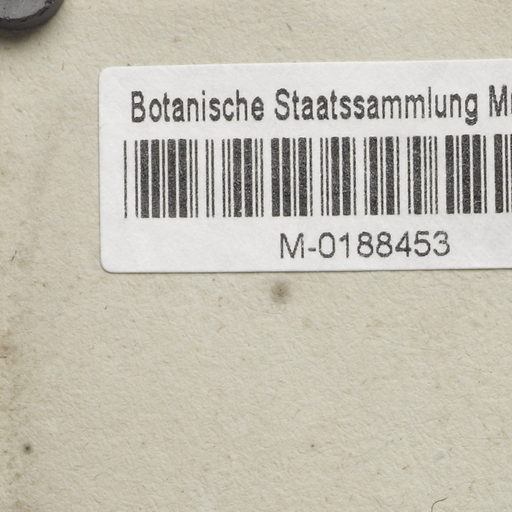 Botanische Staatssammlung
M-0188453